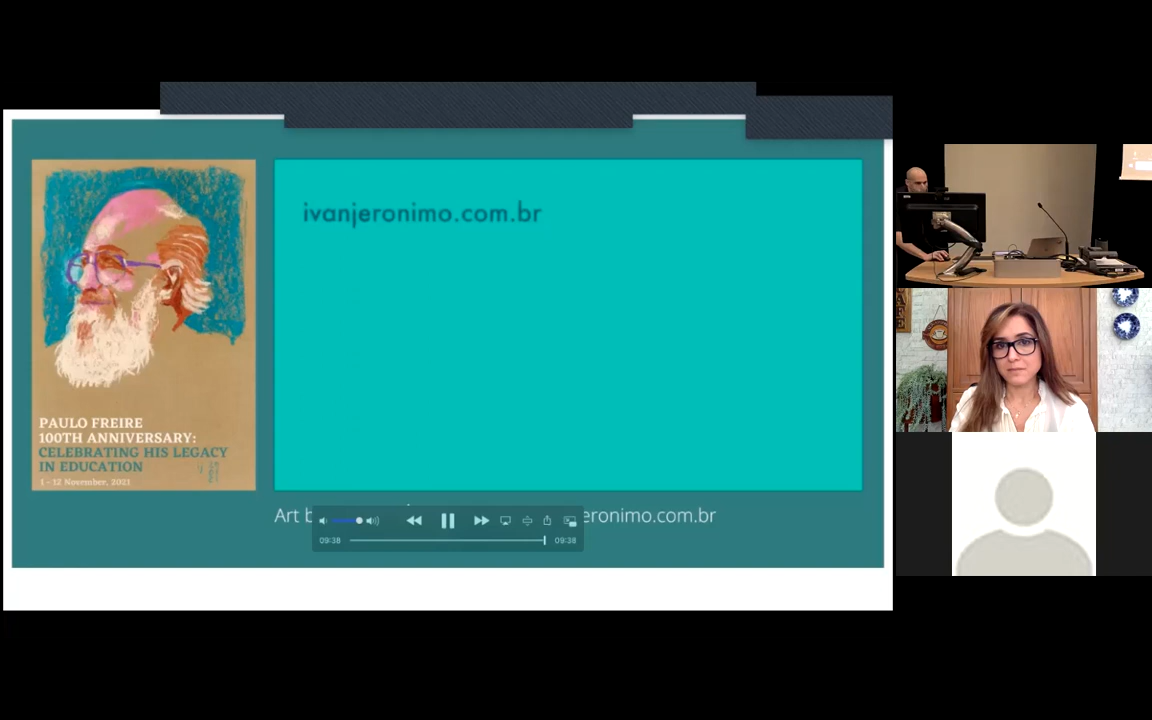 ivanjeronimo.com.br
PAULO FREIRE
100TH ANNIVERSARY:
CELEBRATING HIS LEGACY
IN EDUCATION
1 - 12 November, 2021
Art eronimo.com.br
09:38 09:38